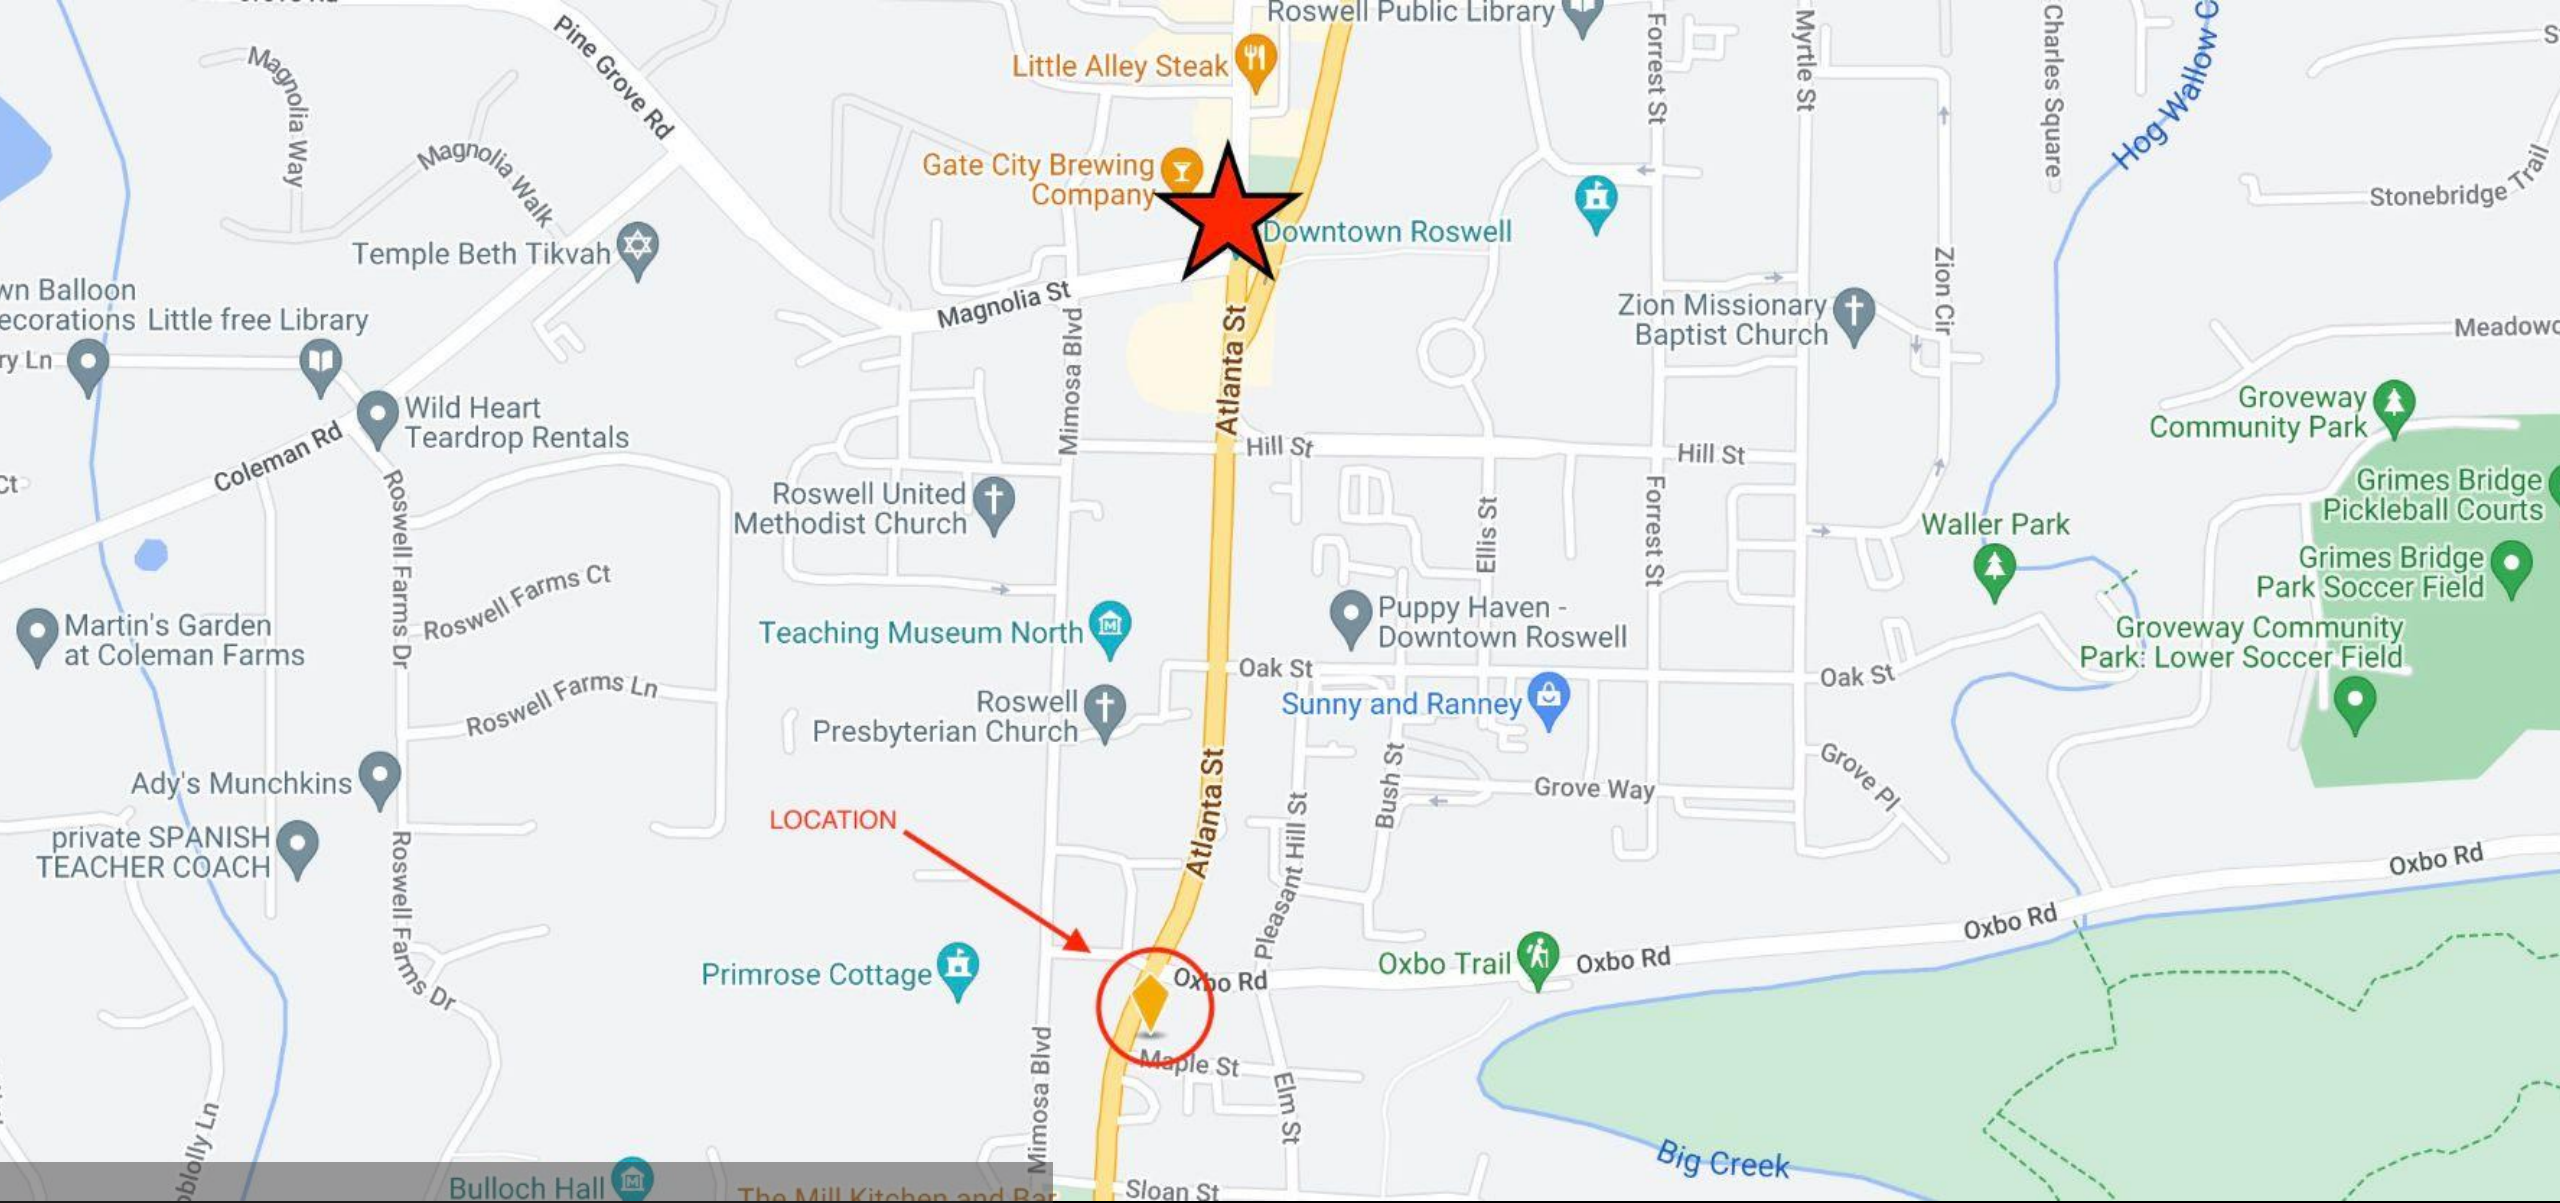 Pine Grove Rd
Roswell Public Library
Little Alley Steak
Forrest St
Myrtle St
Charles Square
Hog Wallow
Magnolia Way
Magnolia Walk
Gate City Brewing
Company
Downtown Roswell
Stonebridge Trail
Temple Beth Tikvah
Zion Cir
Balloon
Little free Library
Magnolia St
Mimosa Blvd
Atlanta St
Zion Missionary
Baptist Church
Ln
Wild Heart
Teardrop Rentals
Coleman Rd
Groveway
Community Park
Hill St
Hill St
Roswell United
Methodist Church
Roswell Farms Dr
Ellis St
Forrest St
Waller Park
Grimes Bridge
Pickleball Courts
Grimes Bridge
Park Soccer Field
Roswell Farms Ct
Martin's Garden
at Coleman Farms
Teaching Museum North
Puppy Haven -
Downtown Roswell
Groveway Community
Park: Lower Soccer Field
Oak St
Oak St
Roswell Farms Ln
Roswell
Presbyterian Church
Sunny and Ranney
Ady's Munchkins
Atlanta St
Bush St
Grove Way
Grove Pl
LOCATION
private SPANISH
TEACHER COACH
Pleasant Hill St
Oxbo Rd
Roswell Farms Dr
Primrose Cottage
Oxbo Rd
Oxbo Trail
Oxbo Rd
Oxbo Rd
Maple St
Mimosa Blvd
Elm St
Big Creek
Bulloch Hall
The Mill Kitchen and Bar
Sloan St